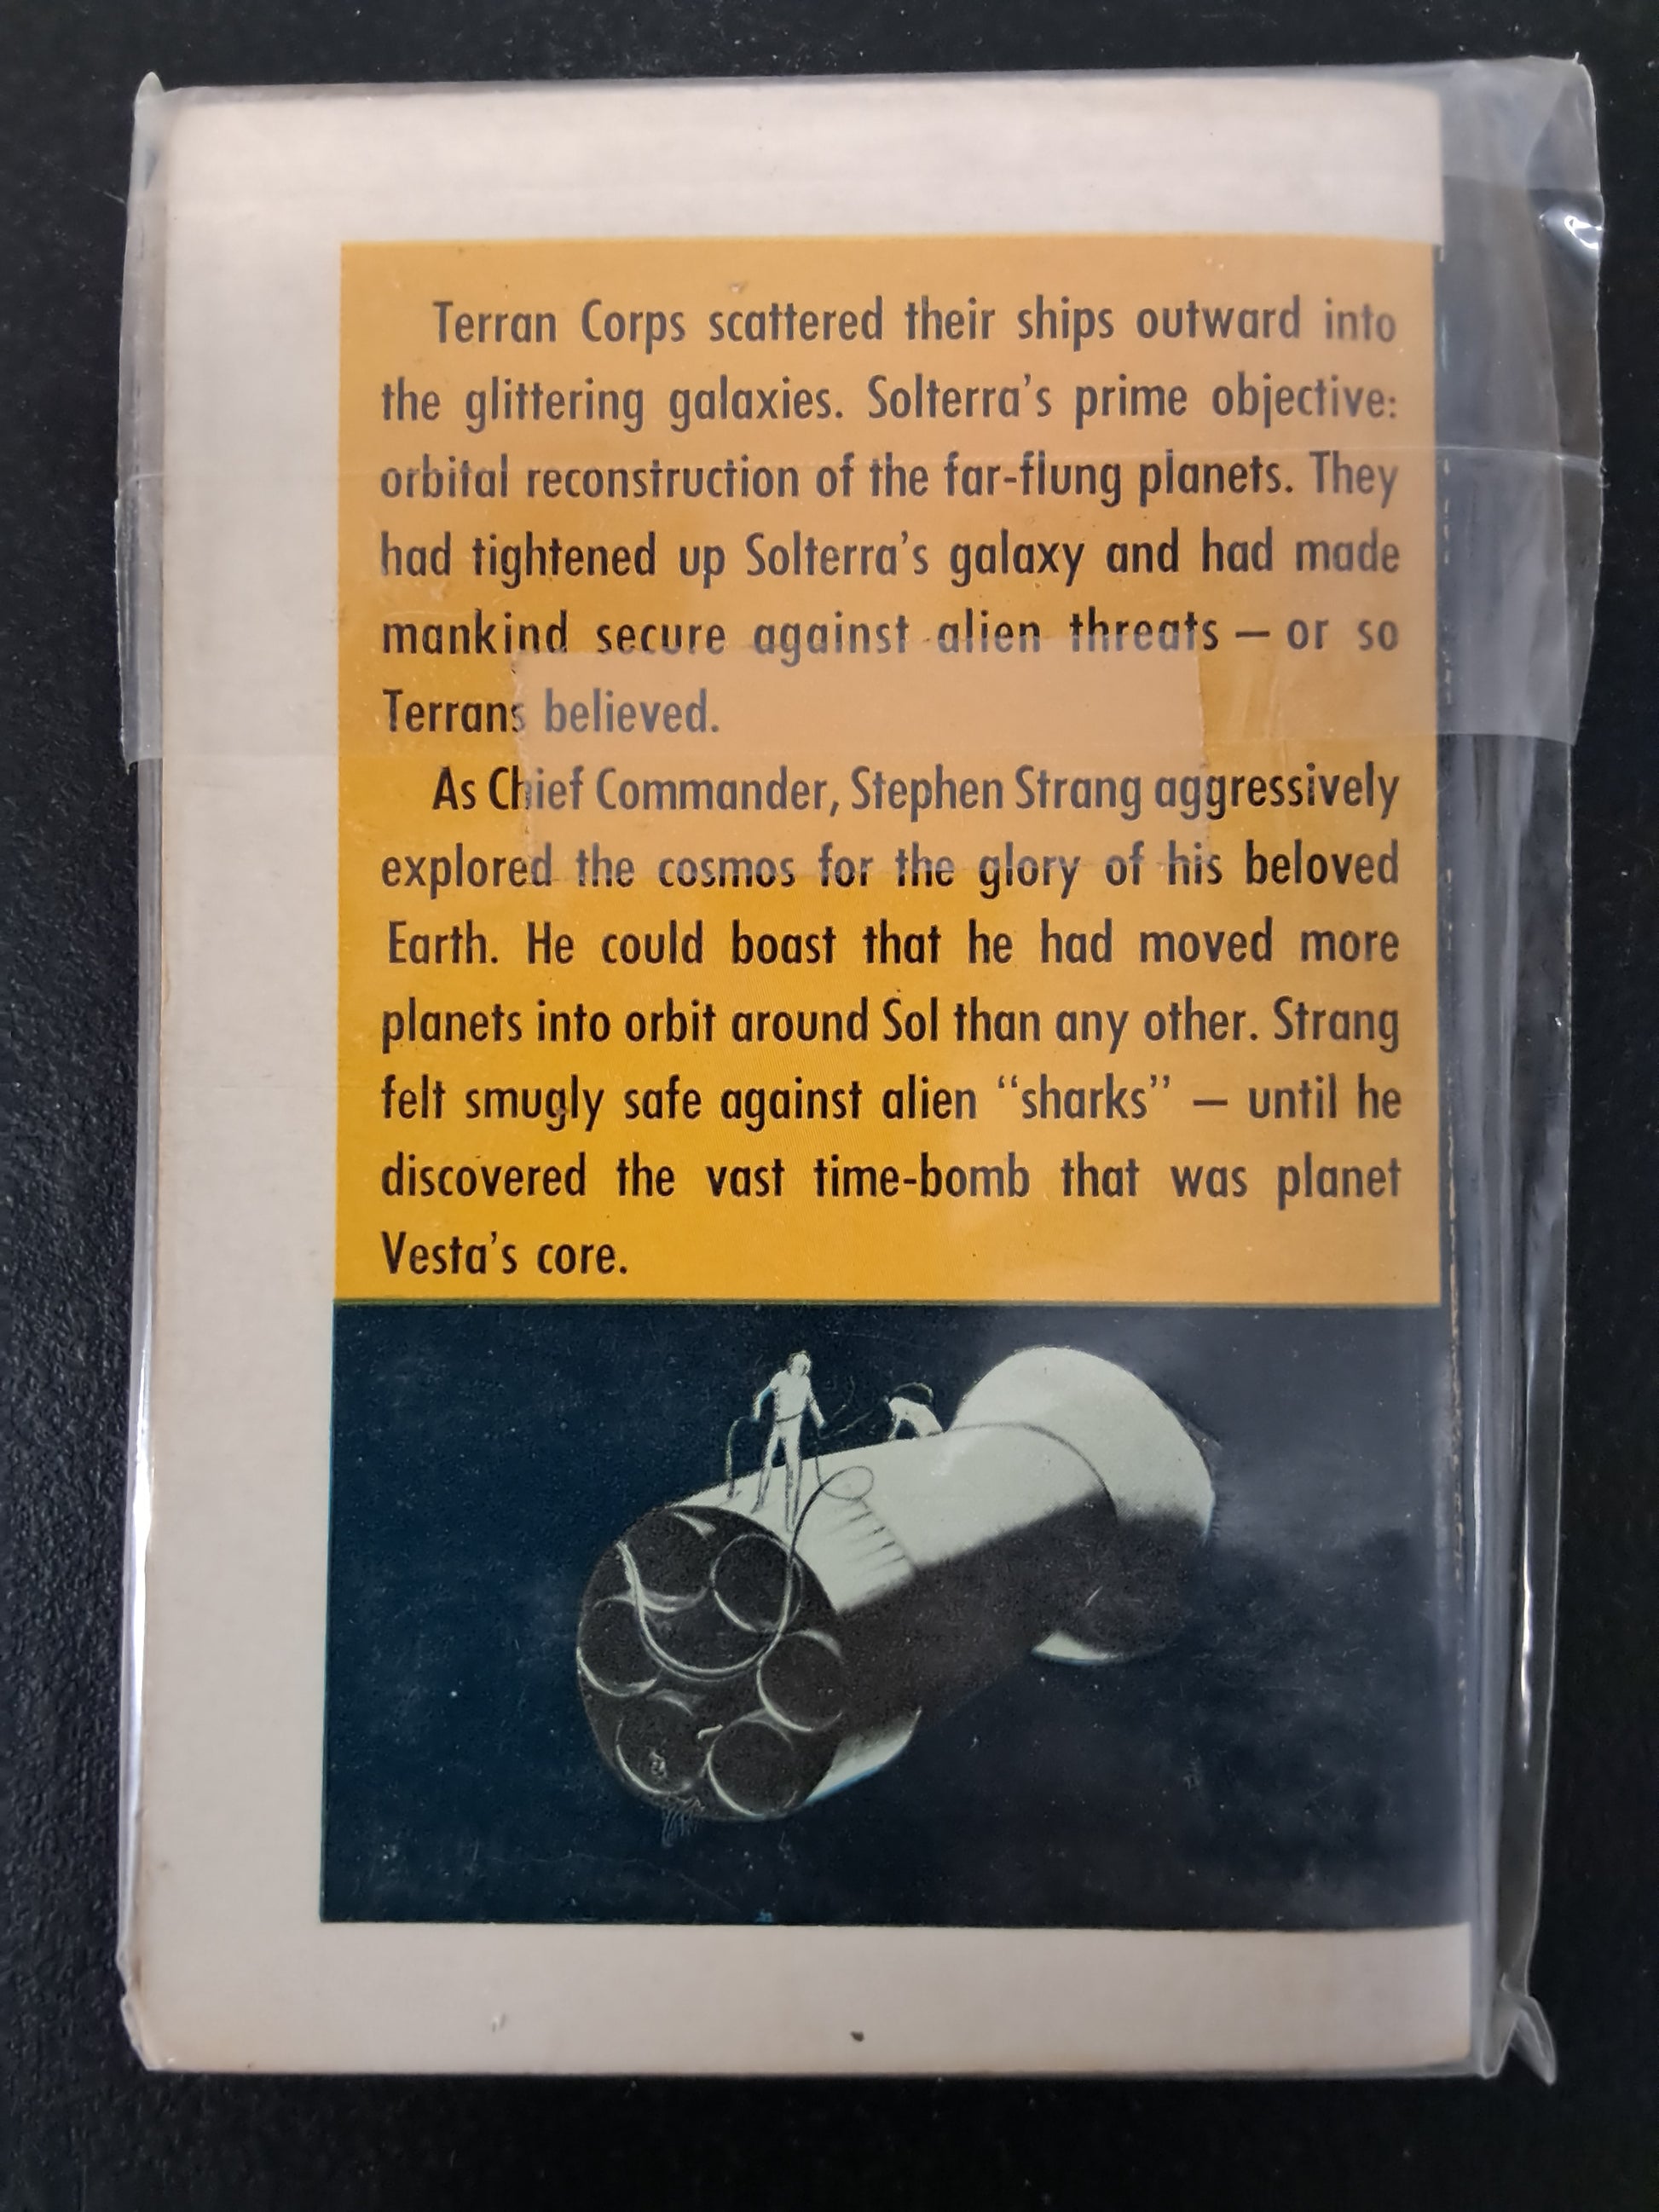 Terran Corps scattered their ships outward into
the glittering galaxies. Solterra's prime objective:
orbital reconstruction of the far-flung planets. They
had tightened up Solterra's galaxy and had made
mankind secure against alien threats — or so
Terrans believed.
As Chief Commander, Stephen Strang aggressively
explored the cosmos for the glory of his beloved
Earth. He could boast that he had moved more
planets into orbit around Sol than any other. Strang
felt smugly safe against alien “sharks” — until he
discovered the vast time-bomb that was planet
Vesta's core.